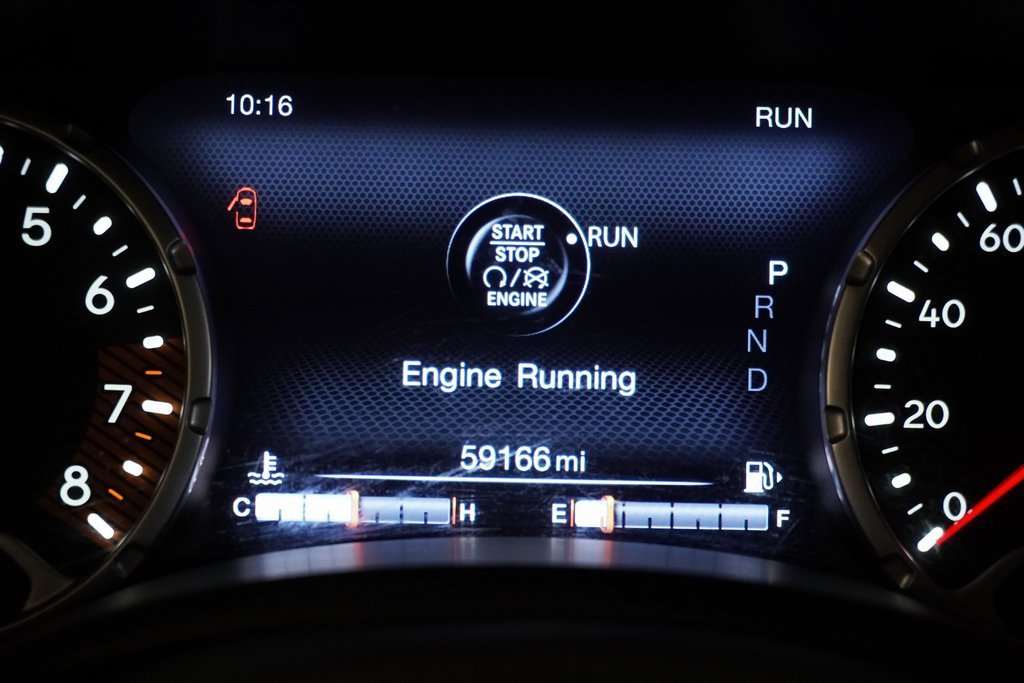 10:16
RUN
START
STOP
RUN
ENGINE
P
R
N
D
Engine Running
59166 mi
C
H
E
F
5
6
7
8
60
40
20
0